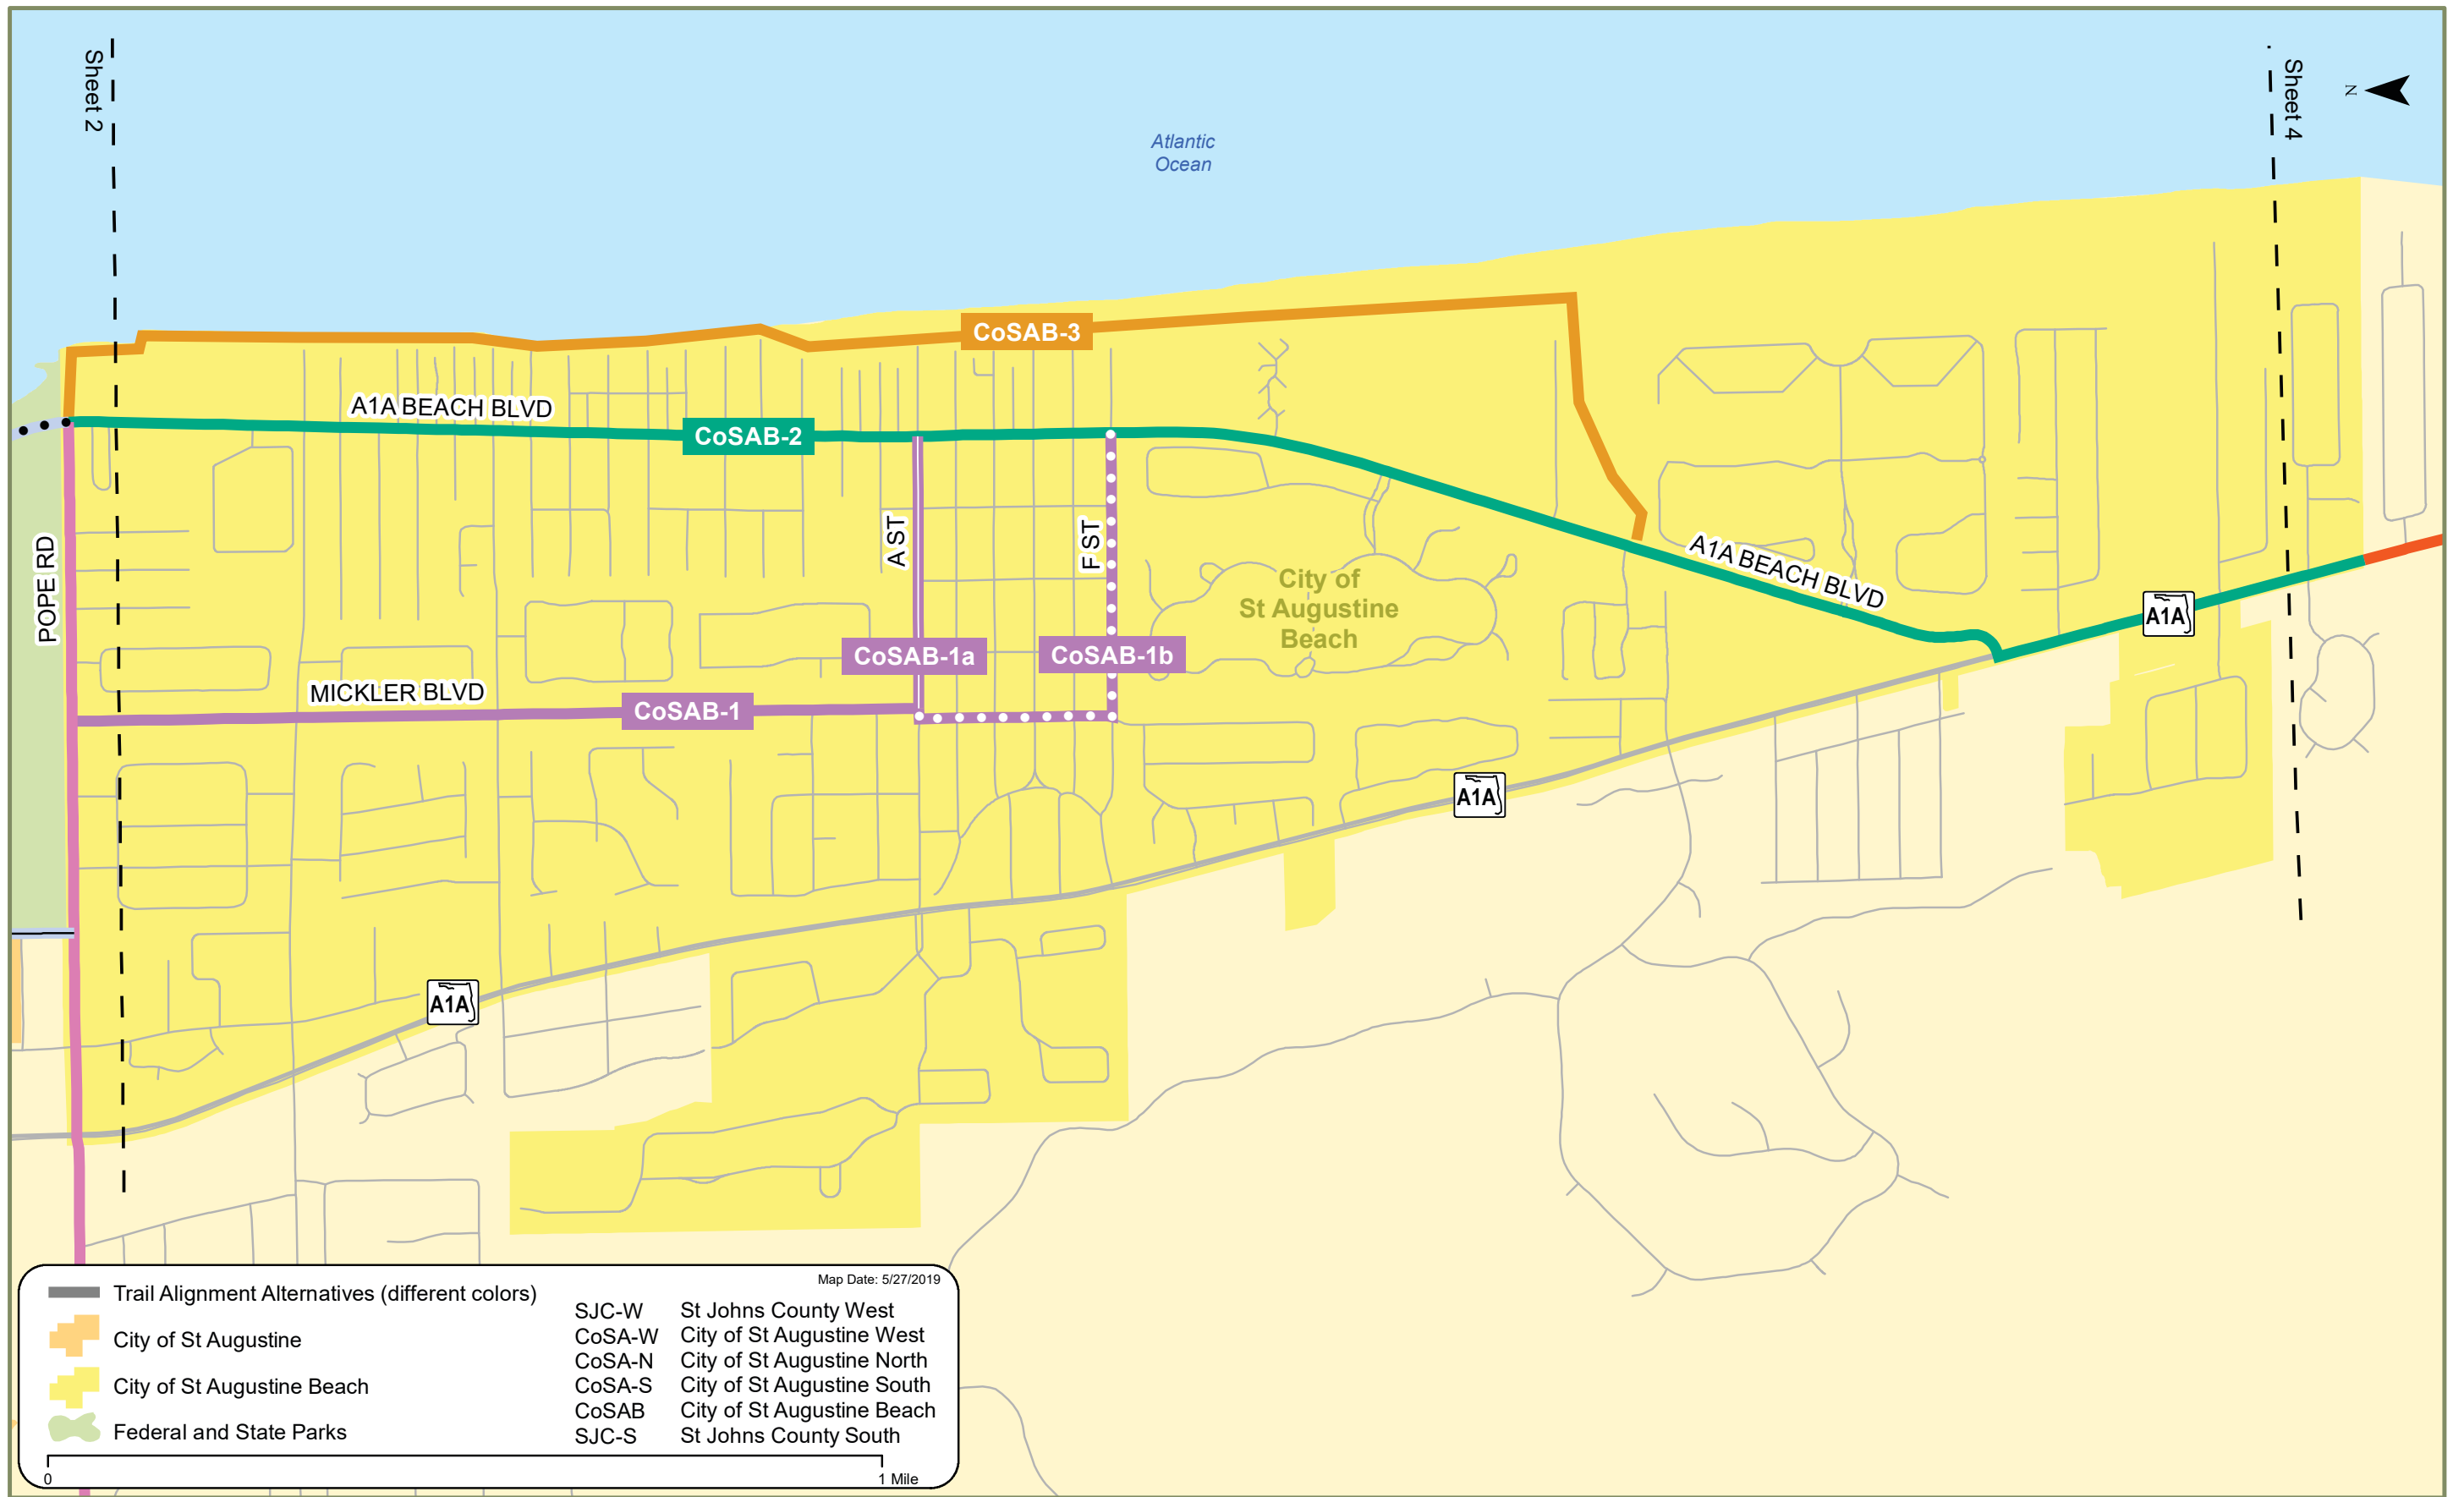 Sheet 2
Sheet 4
N
Atlantic
Ocean
CoSAB-3
A1A BEACH BLVD
CoSAB-2
POPE RD
A ST
F ST
A1A BEACH BLVD
City of
St Augustine
Beach
A1A
CoSAB-1a
CoSAB-1b
MICKLER BLVD
CoSAB-1
A1A
A1A
Map Date: 5/27/2019
Trail Alignment Alternatives (different colors)
City of St Augustine
City of St Augustine Beach
Federal and State Parks
SJC-W St Johns County West
CoSA-W City of St Augustine West
CoSA-N City of St Augustine North
CoSA-S City of St Augustine South
CoSAB City of St Augustine Beach
SJC-S St Johns County South
0 1 Mile